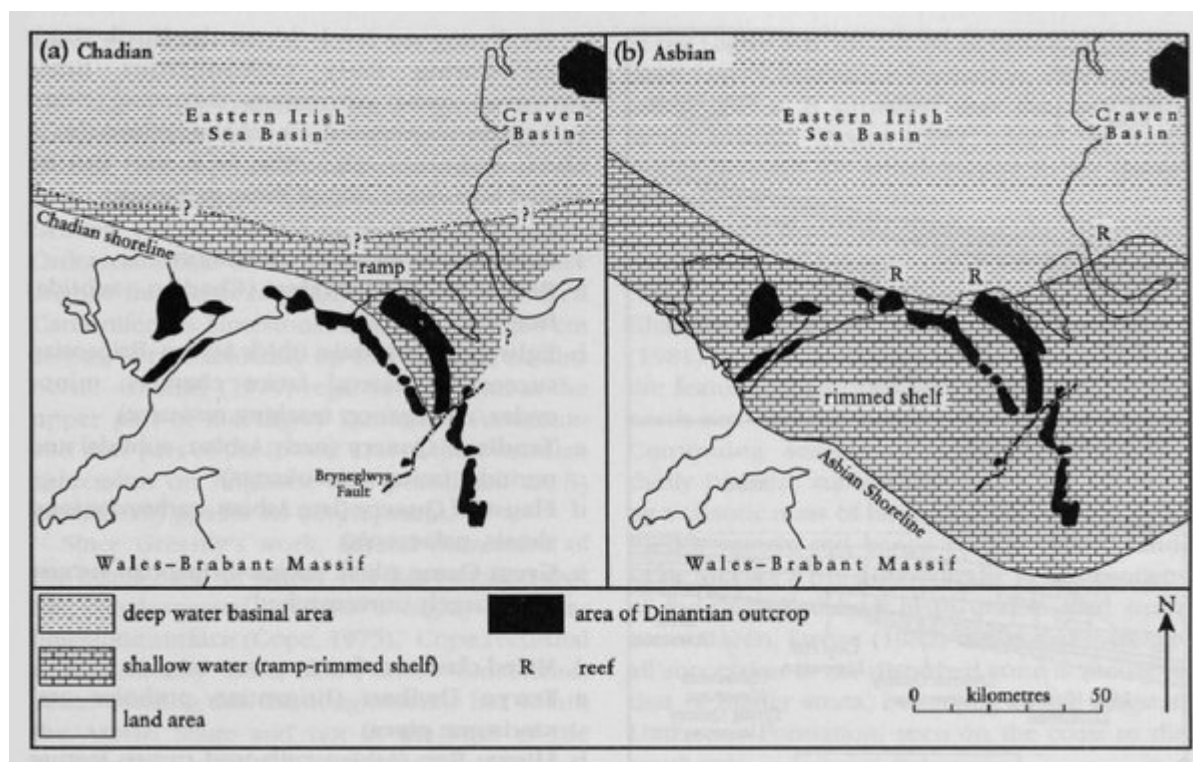 (a) Chadian
Eastern Irish
Sea Basin
Craven
Basin
?
?
?
Chadian shoreline
ramp
Bryneglwys
Fault
Wales–Brabant Massif
(b) Asbian
Eastern Irish
Sea Basin
Craven
Basin
R
R
R
rimmed shelf
Asbian Shoreline
Wales–Brabant Massif
deep water basinal area
area of Dinantian outcrop
shallow water (ramp-rimmed shelf)
R reef
land area
N
0 kilometres 50